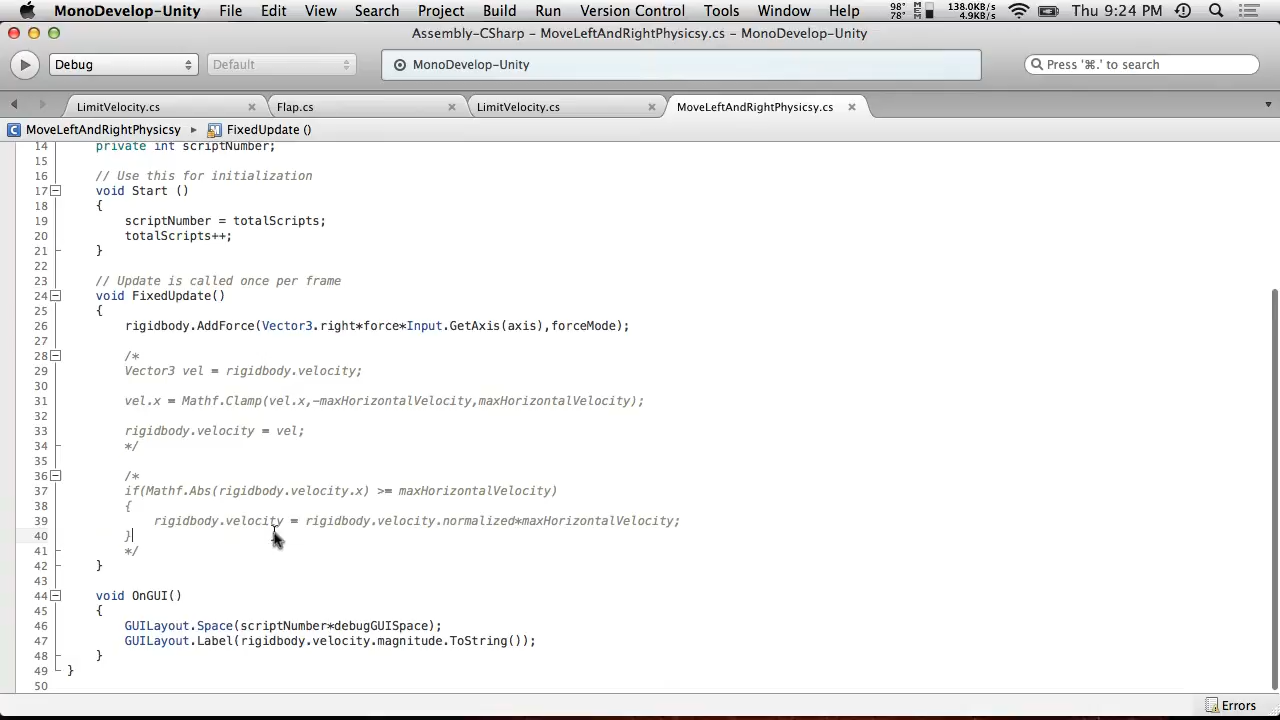 MonoDevelop-Unity File Edit View Search Project Build Run Version Control Tools Window Help 98° 78° M M 138.0KB/s 4.9KB/s Thu 9:24 PM
Assembly-CSharp – MoveLeftAndRightPhysicsy.cs – MonoDevelop-Unity
Debug Default MonoDevelop-Unity Press '⌘.' to search
LimitVelocity.cs Flap.cs LimitVelocity.cs MoveLeftAndRightPhysicsy.cs
C MoveLeftAndRightPhysicsy ▸ FixedUpdate ()
14 private int scriptNumber;
15
16 // Use this for initialization
17 void Start ()
18 {
19 scriptNumber = totalScripts;
20 totalScripts++;
21 }
22
23 // Update is called once per frame
24 void FixedUpdate()
25 {
26 rigidbody.AddForce(Vector3.right*force*Input.GetAxis(axis),forceMode);
27
28 /*
29 Vector3 vel = rigidbody.velocity;
30
31 vel.x = Mathf.Clamp(vel.x,-maxHorizontalVelocity,maxHorizontalVelocity);
32
33 rigidbody.velocity = vel;
34 */
35
36 /*
37 if(Mathf.Abs(rigidbody.velocity.x) >= maxHorizontalVelocity)
38 {
39 rigidbody.velocity = rigidbody.velocity.normalized*maxHorizontalVelocity;
40 }
41 */
42 }
43
44 void OnGUI()
45 {
46 GUILayout.Space(scriptNumber*debugGUISpace);
47 GUILayout.Label(rigidbody.velocity.magnitude.ToString());
48 }
49 }
50
Errors